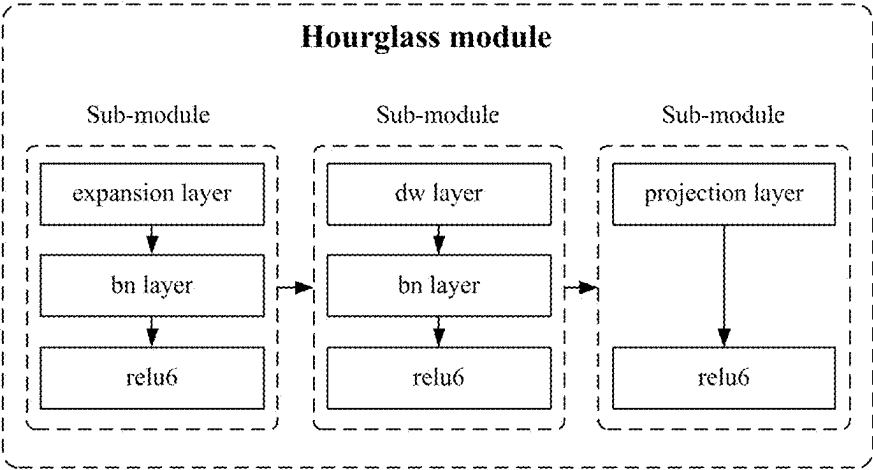 Hourglass module
Sub-module
Sub-module
Sub-module
expansion layer
dw layer
projection layer
bn layer
bn layer
relu6
relu6
relu6